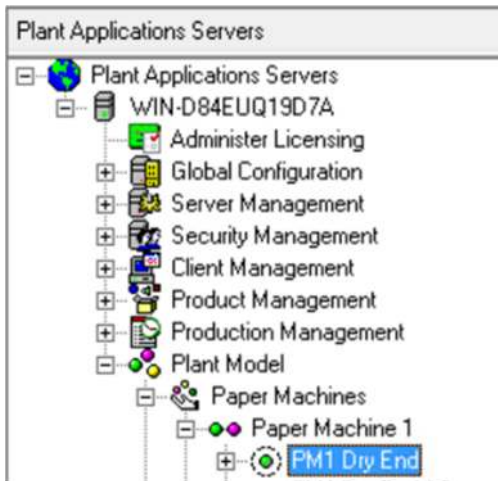 Plant Applications Servers
Plant Applications Servers
WIN-D84EUQ19D7A
Administer Licensing
Global Configuration
Server Management
Security Management
Client Management
Product Management
Production Management
Plant Model
Paper Machines
Paper Machine 1
PM1 Dry End